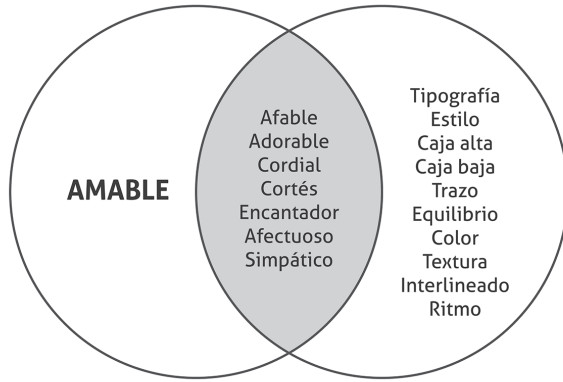 AMABLE
Afable
Adorable
Cordial
Cortés
Encantador
Afectuoso
Simpático
Tipografía
Estilo
Caja alta
Caja baja
Trazo
Equilibrio
Color
Textura
Interlineado
Ritmo